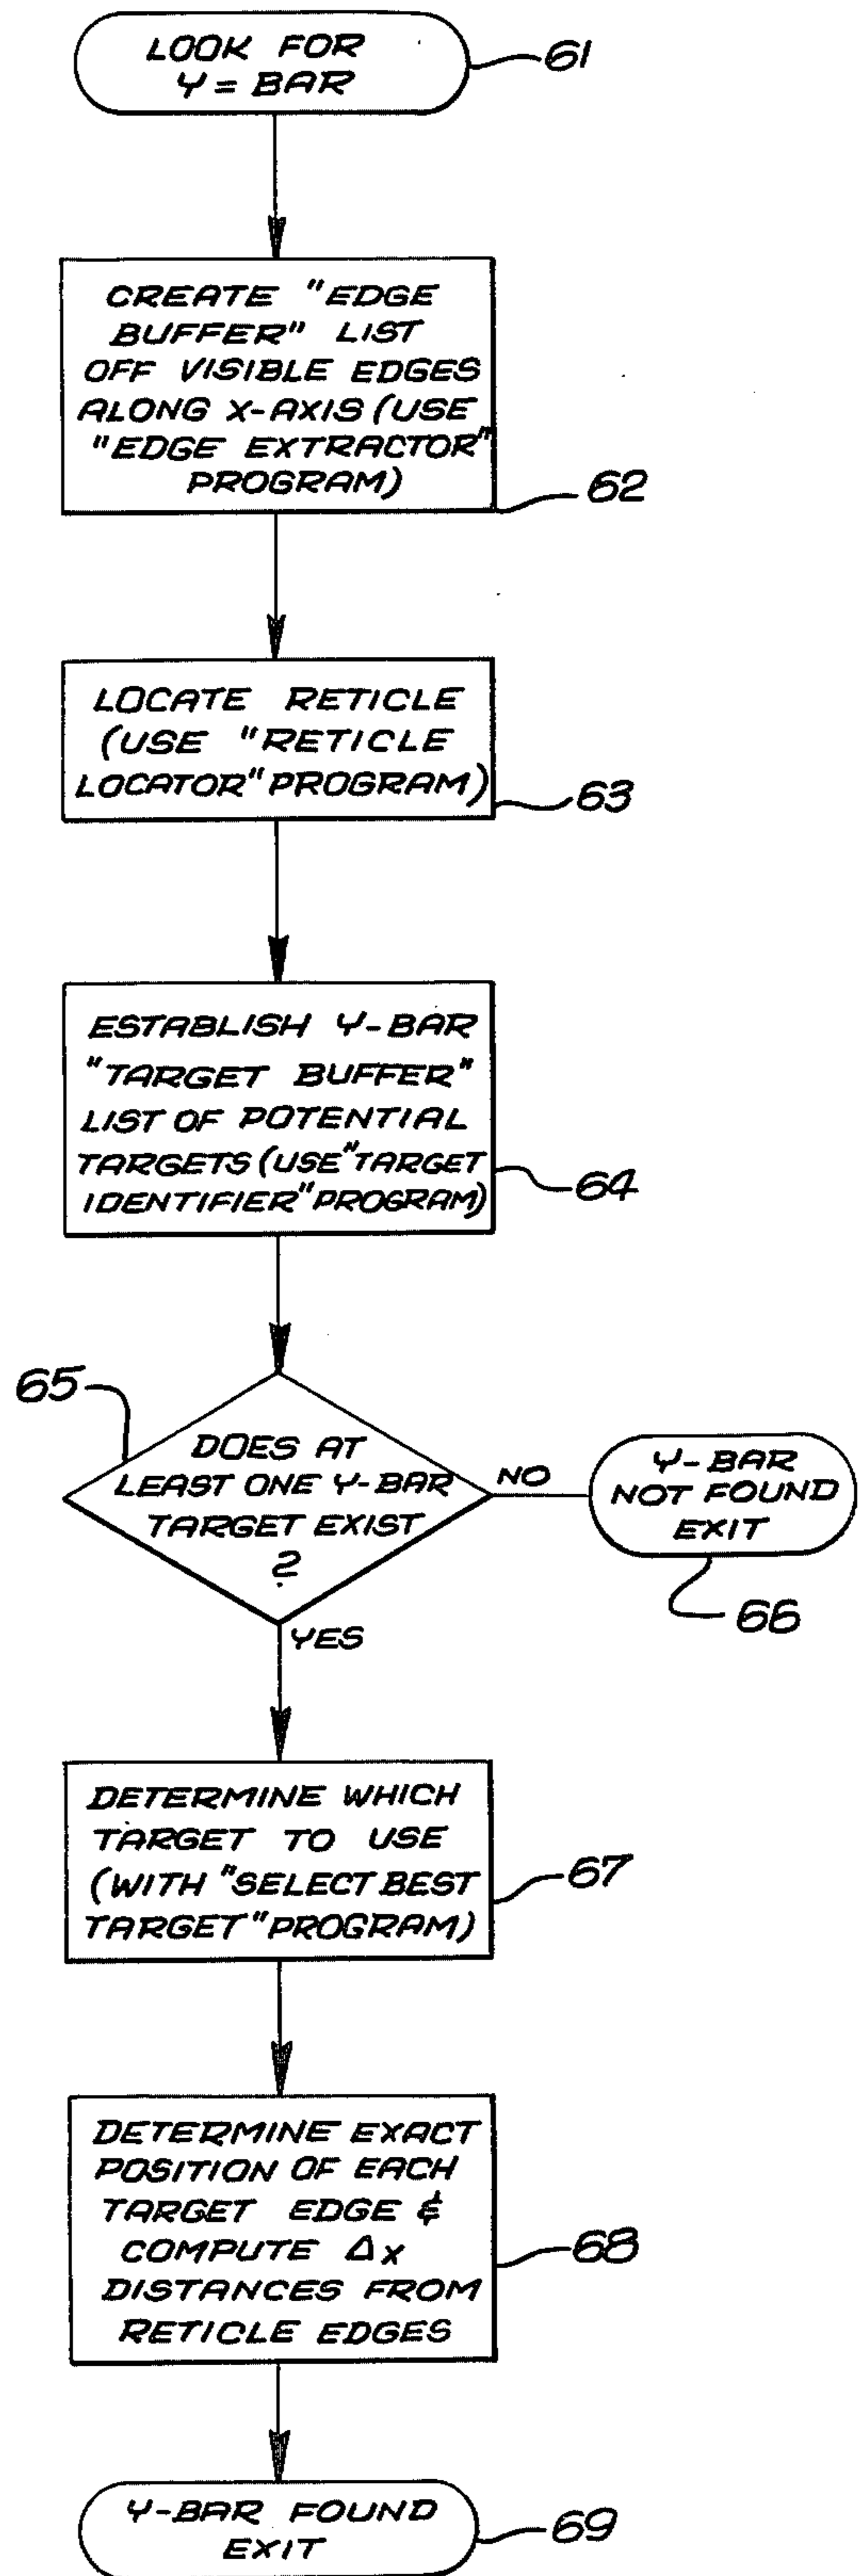 LOOK FOR
Y = BAR
61
CREATE "EDGE
BUFFER" LIST
OFF VISIBLE EDGES
ALONG X-AXIS (USE
"EDGE EXTRACTOR"
PROGRAM)
62
LOCATE RETICLE
(USE "RETICLE
LOCATOR" PROGRAM)
63
ESTABLISH Y-BAR
"TARGET BUFFER"
LIST OF POTENTIAL
TARGETS (USE "TARGET
IDENTIFIER" PROGRAM)
64
65
DOES AT
LEAST ONE Y-BAR
TARGET EXIST
?
NO
Y-BAR
NOT FOUND
EXIT
66
YES
DETERMINE WHICH
TARGET TO USE
(WITH "SELECT BEST
TARGET" PROGRAM)
67
DETERMINE EXACT
POSITION OF EACH
TARGET EDGE &
COMPUTE Δx
DISTANCES FROM
RETICLE EDGES
68
Y-BAR FOUND
EXIT
69